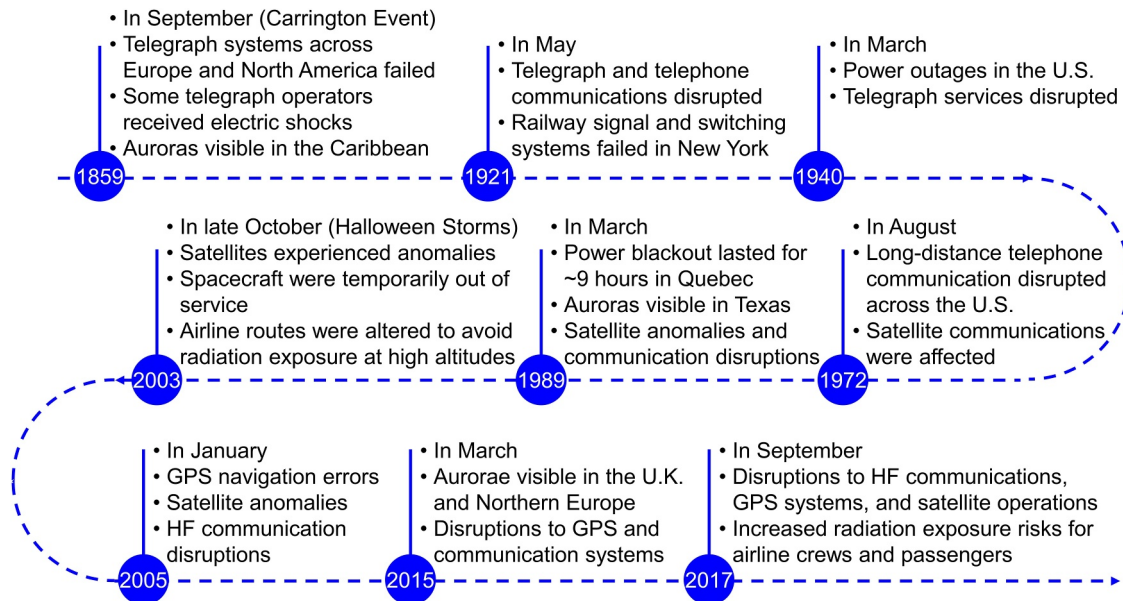 • In September (Carrington Event)
• Telegraph systems across
Europe and North America failed
• Some telegraph operators
received electric shocks
• Auroras visible in the Caribbean
1859
• In May
• Telegraph and telephone
communications disrupted
• Railway signal and switching
systems failed in New York
1921
• In March
• Power outages in the U.S.
• Telegraph services disrupted
1940
• In August
• Long-distance telephone
communication disrupted
across the U.S.
• Satellite communications
were affected
1972
• In March
• Power blackout lasted for
~9 hours in Quebec
• Auroras visible in Texas
• Satellite anomalies and
communication disruptions
1989
• In late October (Halloween Storms)
• Satellites experienced anomalies
• Spacecraft were temporarily out of
service
• Airline routes were altered to avoid
radiation exposure at high altitudes
2003
• In January
• GPS navigation errors
• Satellite anomalies
• HF communication
disruptions
2005
• In March
• Aurorae visible in the U.K.
and Northern Europe
• Disruptions to GPS and
communication systems
2015
• In September
• Disruptions to HF communications,
GPS systems, and satellite operations
• Increased radiation exposure risks for
airline crews and passengers
2017